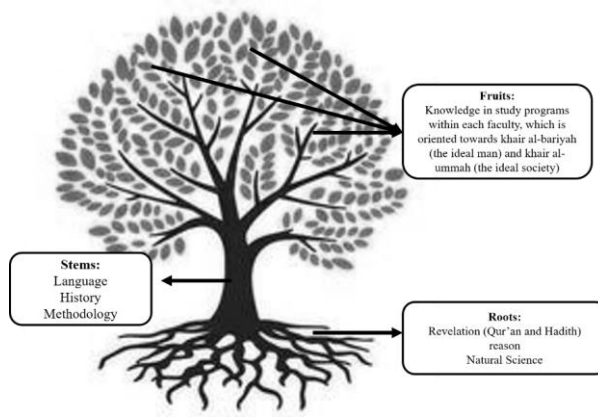 Fruits:
Knowledge in study programs
within each faculty, which is
oriented towards khair al-bariyah
(the ideal man) and khair al-
ummah (the ideal society)
Stems:
Language
History
Methodology
Roots:
Revelation (Qur'an and Hadith)
reason
Natural Science